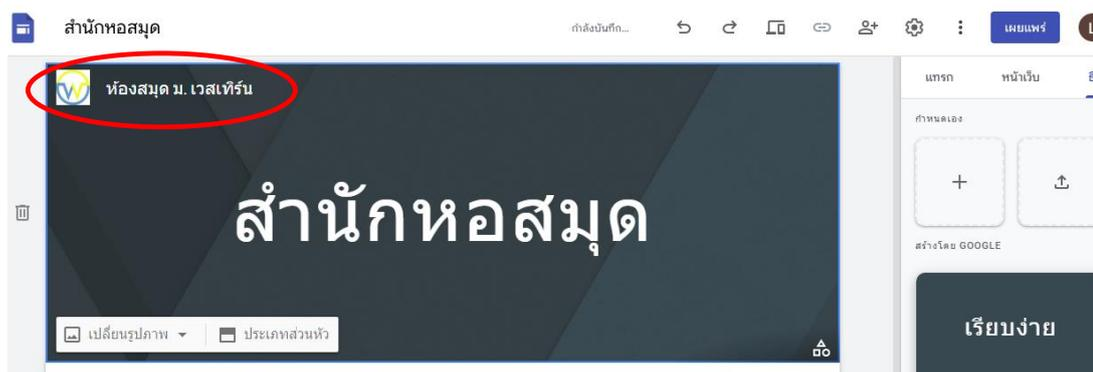 สำนักหอสมุด
กำลังบันทึก...
เผยแพร่
L
ห้องสมุด ม. เวสเทิร์น
สำนักหอสมุด
เปลี่ยนรูปภาพ
ประเภทส่วนหัว
แทรก
หน้าเว็บ
กำหนดเอง
สร้างโดย GOOGLE
เรียบง่าย